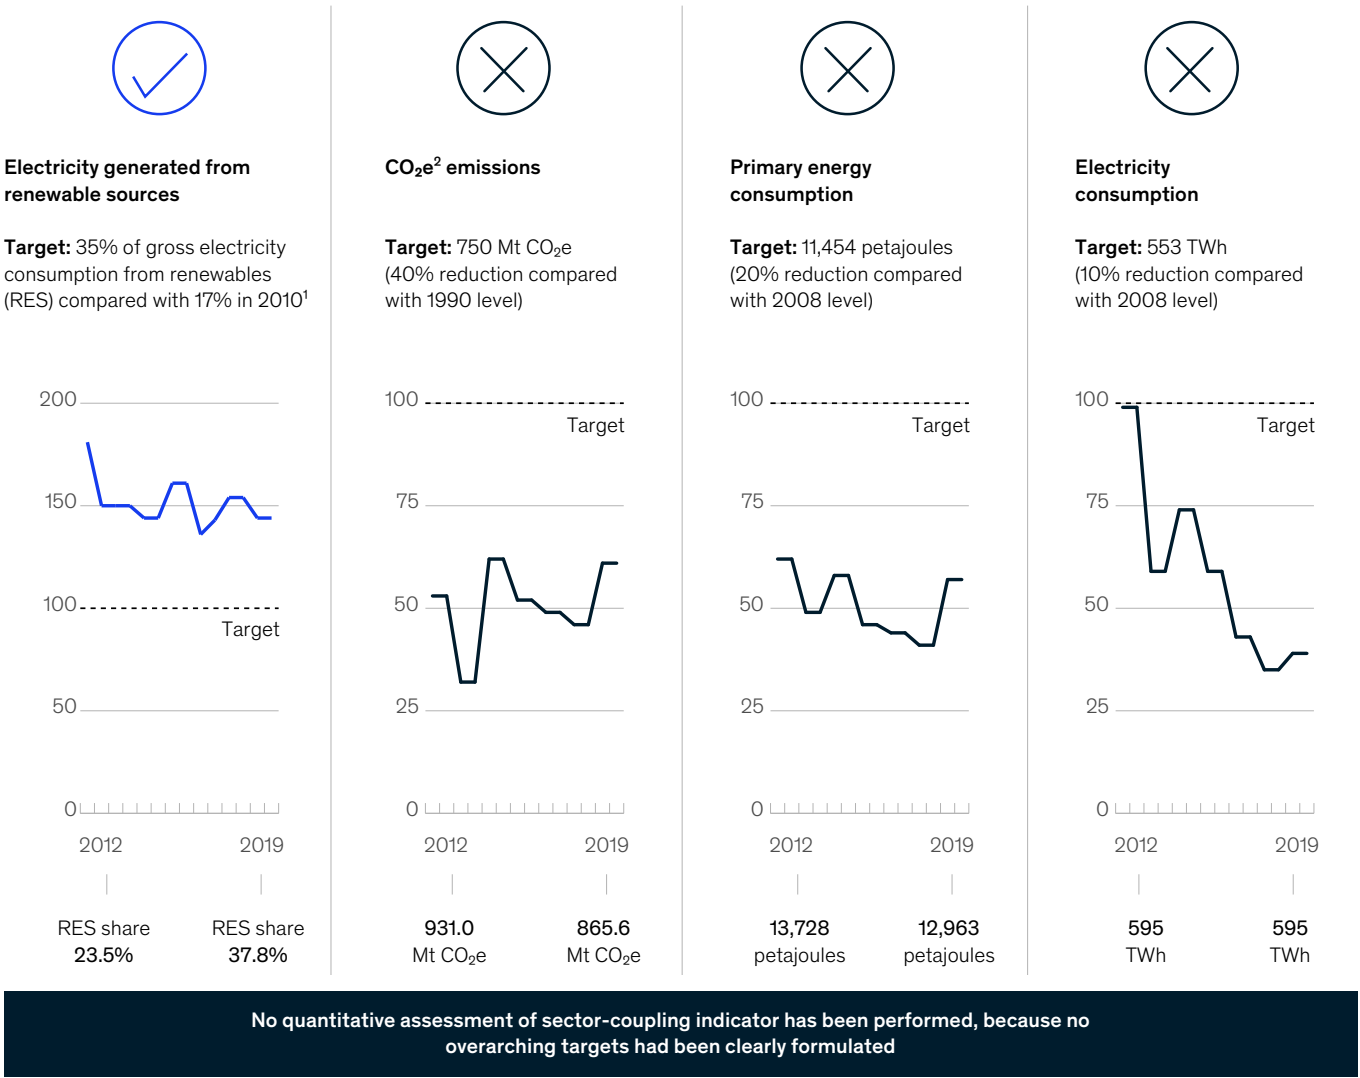 Electricity generated from
renewable sources
Target: 35% of gross electricity
consumption from renewables
(RES) compared with 17% in 2010¹
200
150
100
Target
50
0
2012
2019
RES share
23.5%
RES share
37.8%
CO₂e² emissions
Target: 750 Mt CO₂e
(40% reduction compared
with 1990 level)
100
Target
75
50
25
0
2012
2019
931.0
Mt CO₂e
865.6
Mt CO₂e
Primary energy
consumption
Target: 11,454 petajoules
(20% reduction compared
with 2008 level)
100
Target
75
50
25
0
2012
2019
13,728
petajoules
12,963
petajoules
Electricity
consumption
Target: 553 TWh
(10% reduction compared
with 2008 level)
100
Target
75
50
25
0
2012
2019
595
TWh
595
TWh
No quantitative assessment of sector-coupling indicator has been performed, because no
overarching targets had been clearly formulated